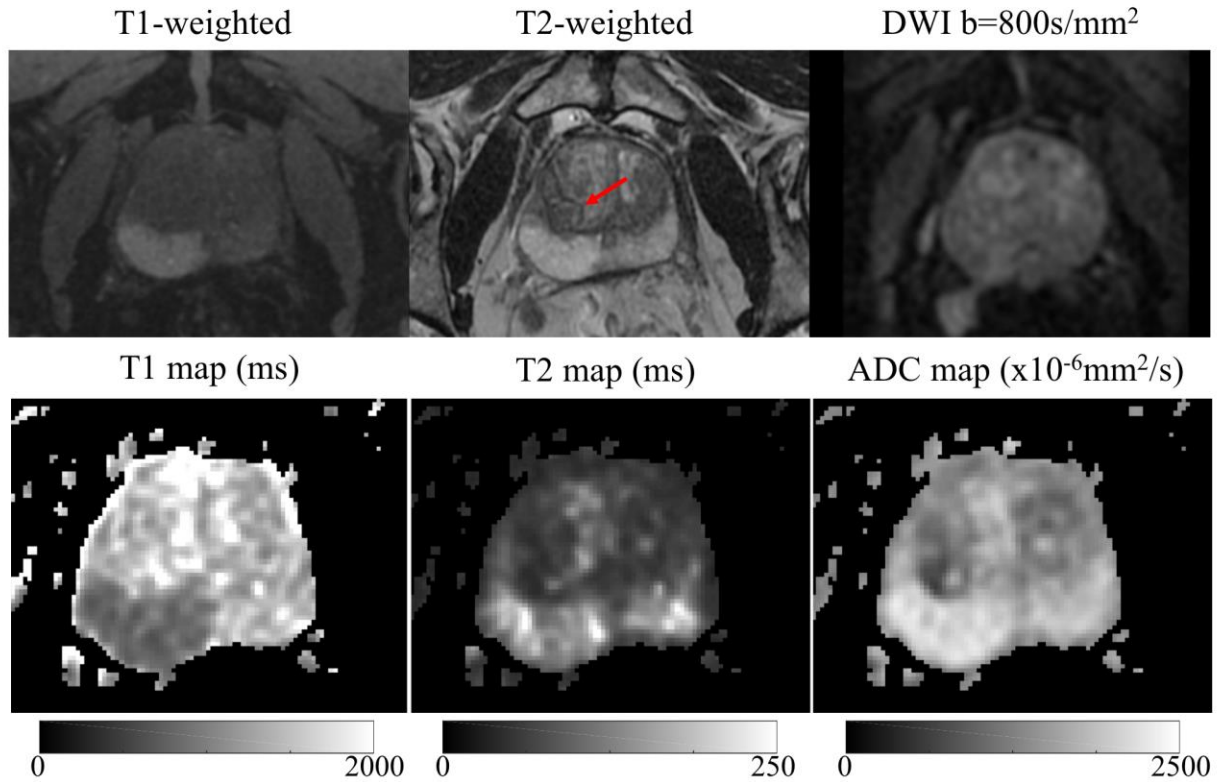 T1-weighted T2-weighted DWI b=800s/mm²
T1 map (ms) T2 map (ms) ADC map (x10⁻⁶mm²/s)
0 2000 0 250 0 2500